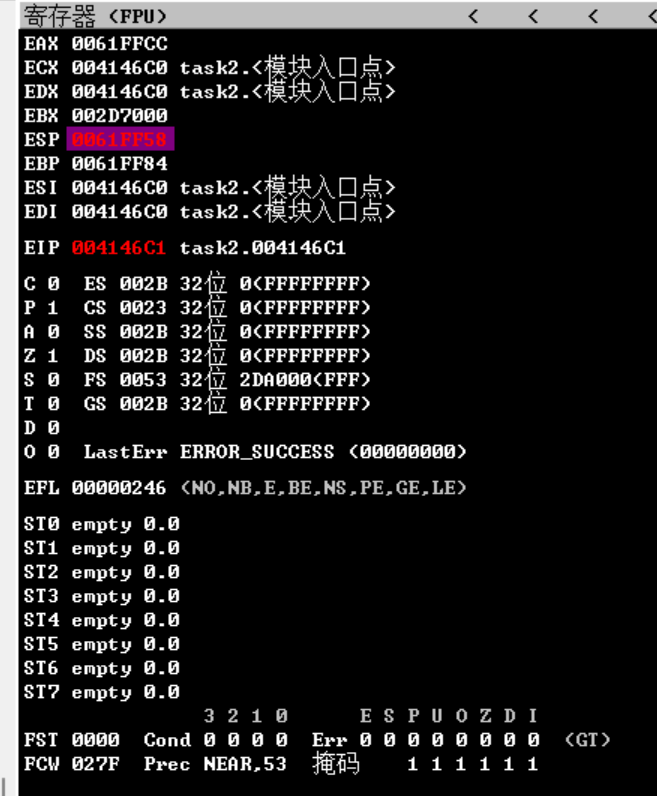 寄存器 (FPU) < < < <
EAX 0061FFCC
ECX 004146C0 task2.<模块入口点>
EDX 004146C0 task2.<模块入口点>
EBX 002D7000
ESP 0061FF58
EBP 0061FF84
ESI 004146C0 task2.<模块入口点>
EDI 004146C0 task2.<模块入口点>
EIP 004146C1 task2.004146C1
C 0 ES 002B 32位 0(FFFFFFFF)
P 1 CS 0023 32位 0(FFFFFFFF)
A 0 SS 002B 32位 0(FFFFFFFF)
Z 1 DS 002B 32位 0(FFFFFFFF)
S 0 FS 0053 32位 2DA000(FFF)
T 0 GS 002B 32位 0(FFFFFFFF)
D 0
O 0 LastErr ERROR_SUCCESS (00000000)
EFL 00000246 (NO,NB,E,BE,NS,PE,GE,LE)
ST0 empty 0.0
ST1 empty 0.0
ST2 empty 0.0
ST3 empty 0.0
ST4 empty 0.0
ST5 empty 0.0
ST6 empty 0.0
ST7 empty 0.0
3 2 1 0 E S P U O Z D I
FST 0000 Cond 0 0 0 0 Err 0 0 0 0 0 0 0 0 (GT)
FCW 027F Prec NEAR,53 掩码 1 1 1 1 1 1